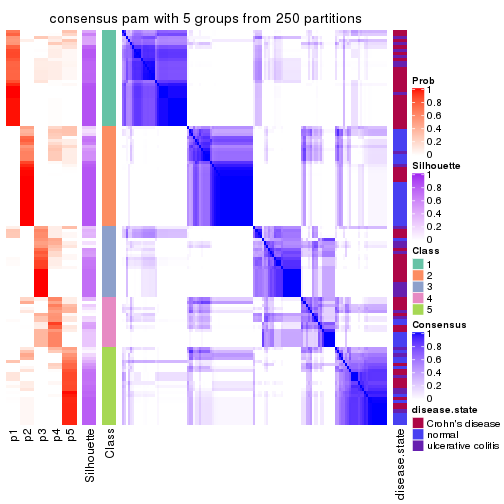 consensus pam with 5 groups from 250 partitions
Prob
1
0.8
0.6
0.4
0.2
0
Silhouette
1
0.8
0.6
0.4
0.2
0
Class
1
2
3
4
5
Consensus
1
0.8
0.6
0.4
0.2
0
disease.state
Crohn's disease
normal
ulcerative colitis
p1
p2
p3
p4
p5
Silhouette
Class
disease.state